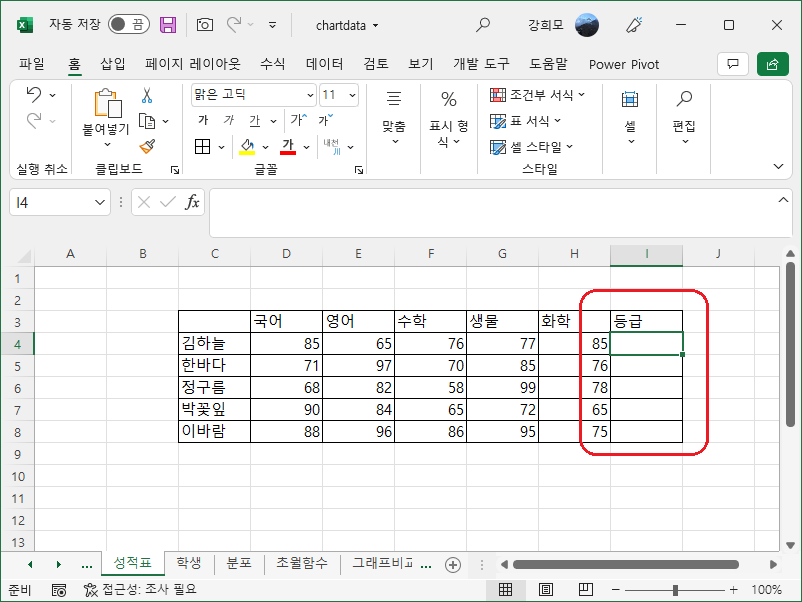 자동 저장 끔 chartdata 강희모
파일 홈 삽입 페이지 레이아웃 수식 데이터 검토 보기 개발 도구 도움말 Power Pivot
맑은 고딕 11
조건부 서식
표 서식
셀 스타일
가 가 가 가 가
가 내천
붙여넣기 맞춤 % 표시 형식 셀 편집
실행 취소 클립보드 글꼴 스타일
I4 fx
A B C D E F G H I J
1
2
3 국어 영어 수학 생물 화학 등급
4 김하늘 85 65 76 77 85
5 한바다 71 97 70 85 76
6 정구름 68 82 58 99 78
7 박꽃잎 90 84 65 72 65
8 이바람 88 96 86 95 75
9
10
11
12
13
... 성적표 학생 분포 초월함수 그래프비교 ...
준비 접근성: 조사 필요 100%